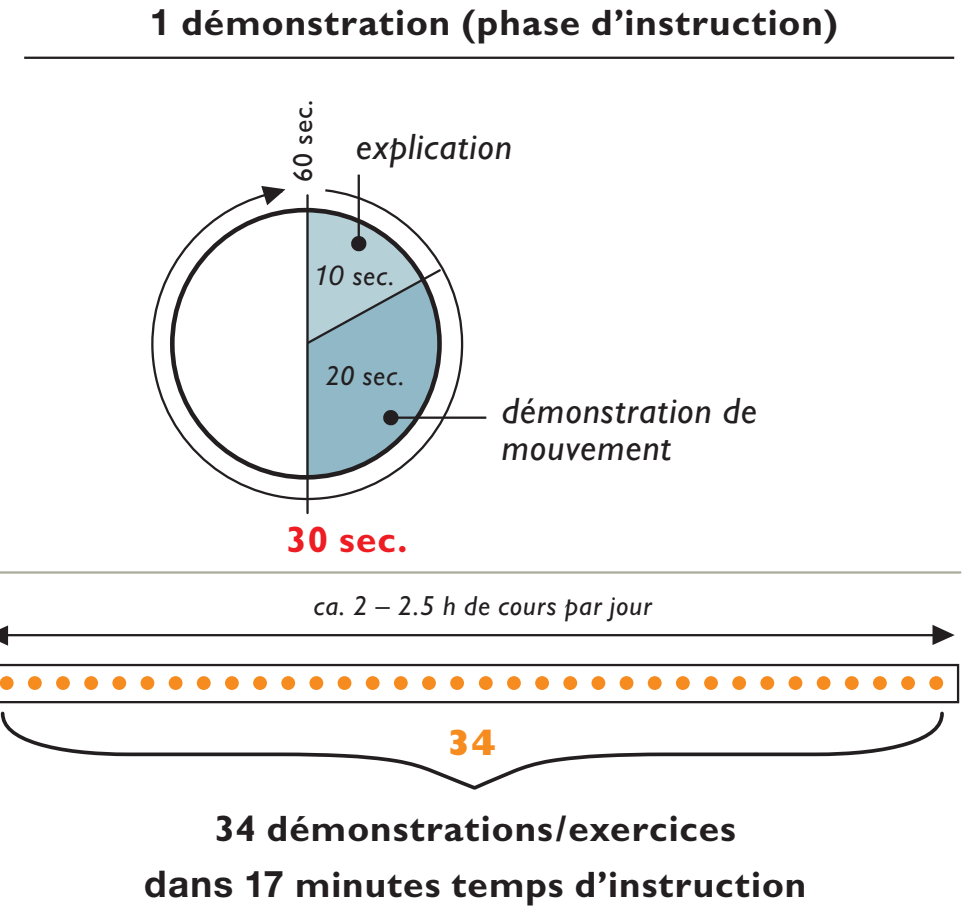 1 démonstration (phase d’instruction)
60 sec.
explication
10 sec.
20 sec.
démonstration de
mouvement
30 sec.
ca. 2 – 2.5 h de cours par jour
34
34 démonstrations/exercices
dans 17 minutes temps d’instruction